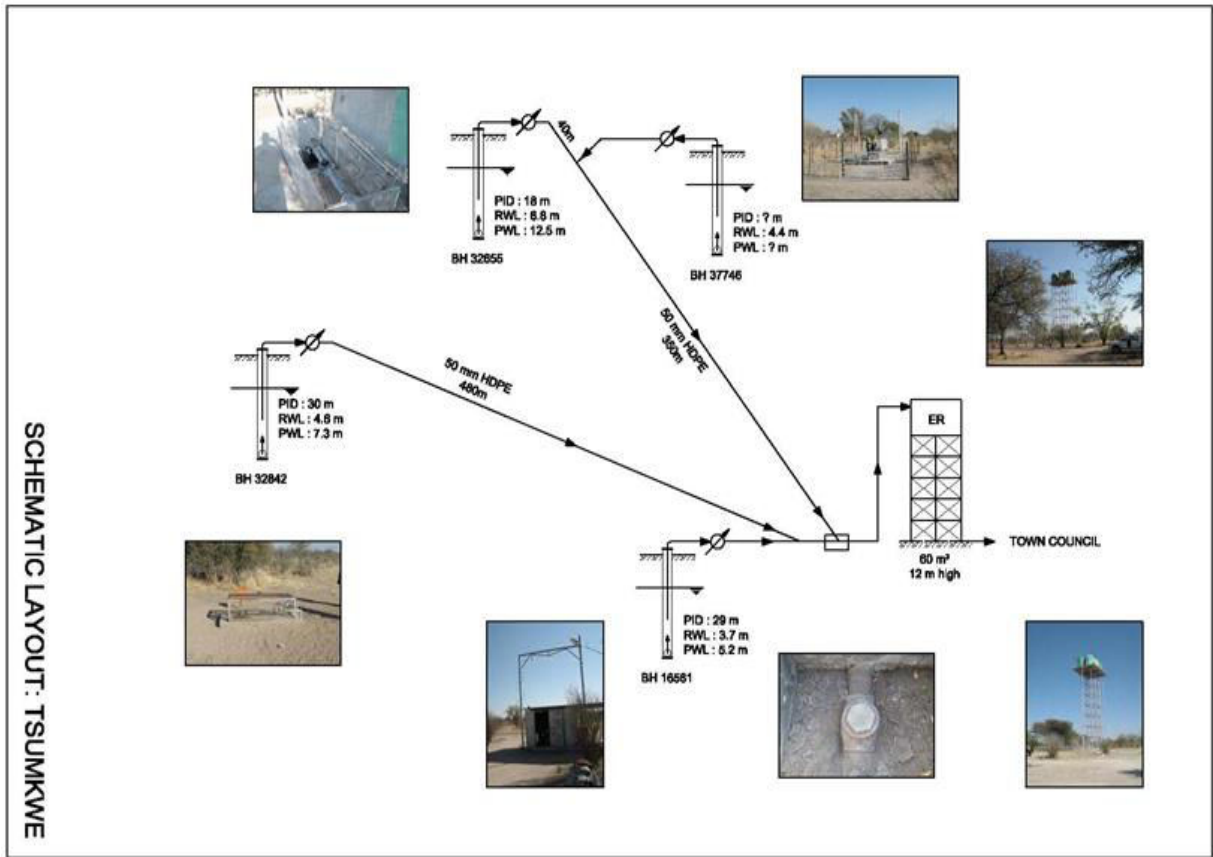 40m
PID : 18 m
RWL : 6.8 m
PWL : 12.5 m
BH 32655
PID : ? m
RWL : 4.4 m
PWL : ? m
BH 37746
50 mm HDPE
350m
50 mm HDPE
480m
PID : 30 m
RWL : 4.6 m
PWL : 7.3 m
BH 32842
ER
TOWN COUNCIL
60 m³
12 m high
PID : 29 m
RWL : 3.7 m
PWL : 5.2 m
BH 16561
SCHEMATIC LAYOUT: TSUMKWE